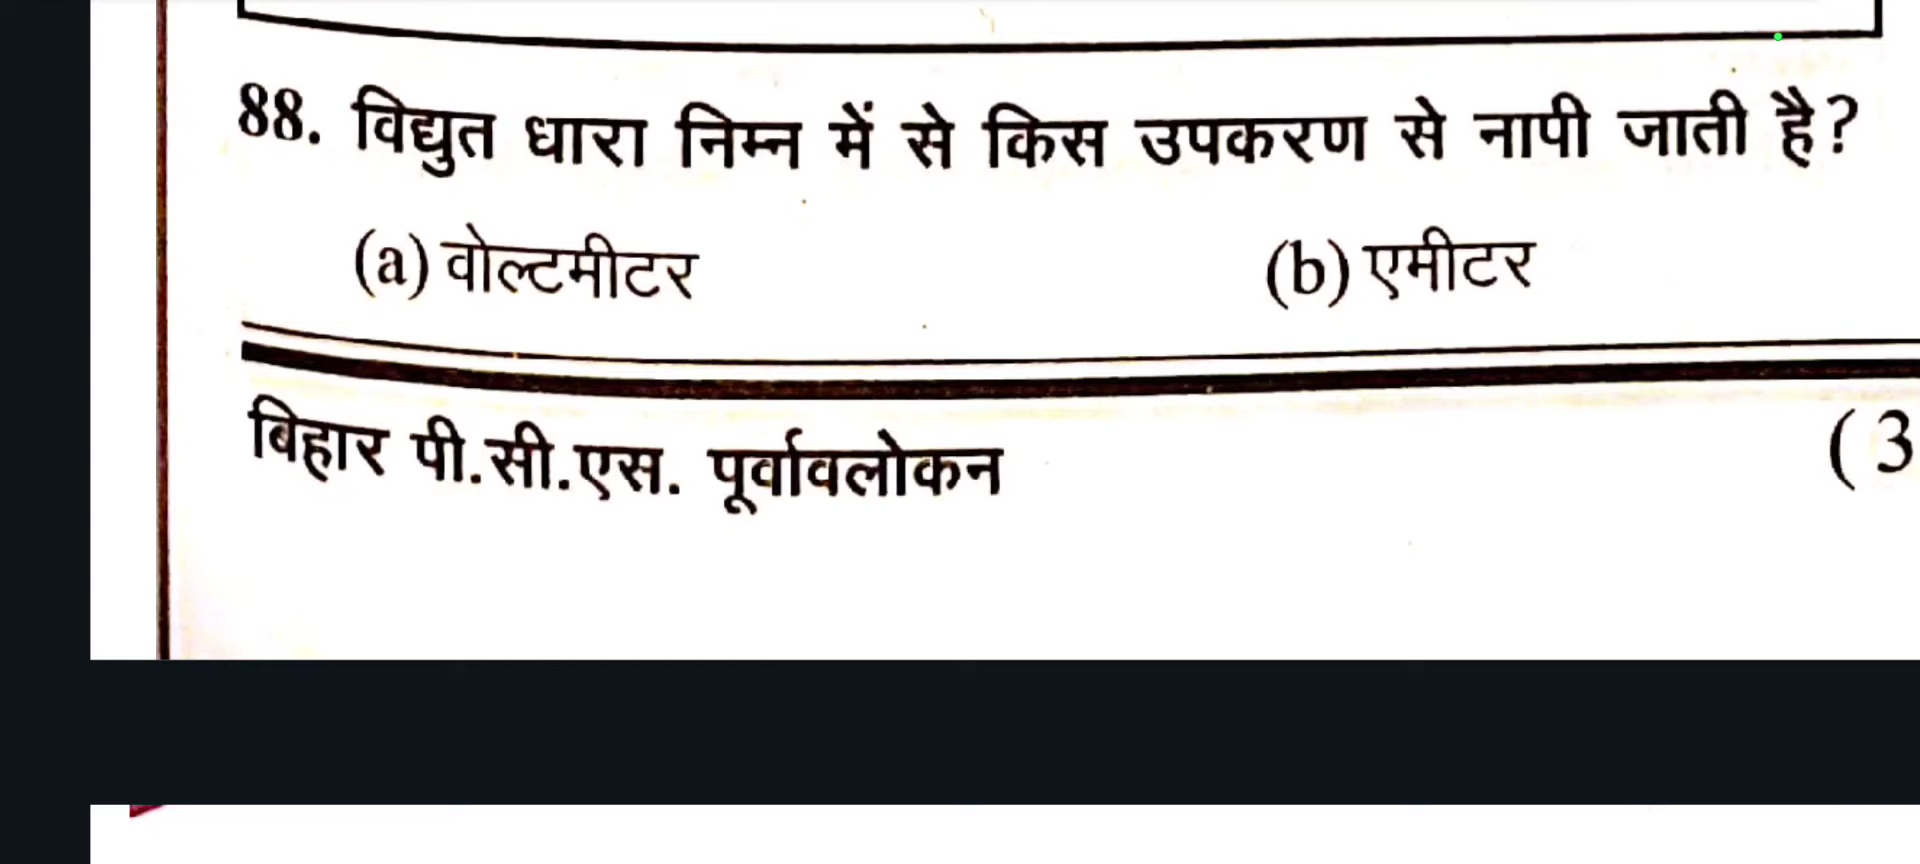 88. विद्युत धारा निम्न में से किस उपकरण से नापी जाती है?
(a) वोल्टमीटर (b) एमीटर
बिहार पी.सी.एस. पूर्वावलोकन (3